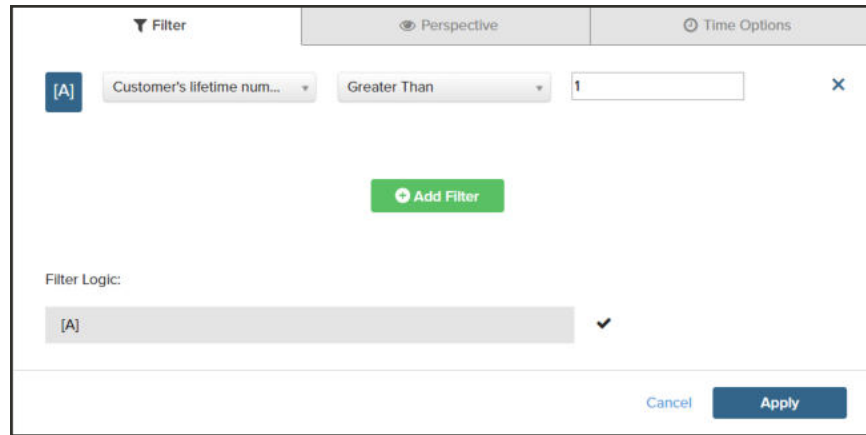 Filter
Perspective
Time Options
[A] Customer's lifetime num... Greater Than 1
Add Filter
Filter Logic:
[A]
Cancel Apply